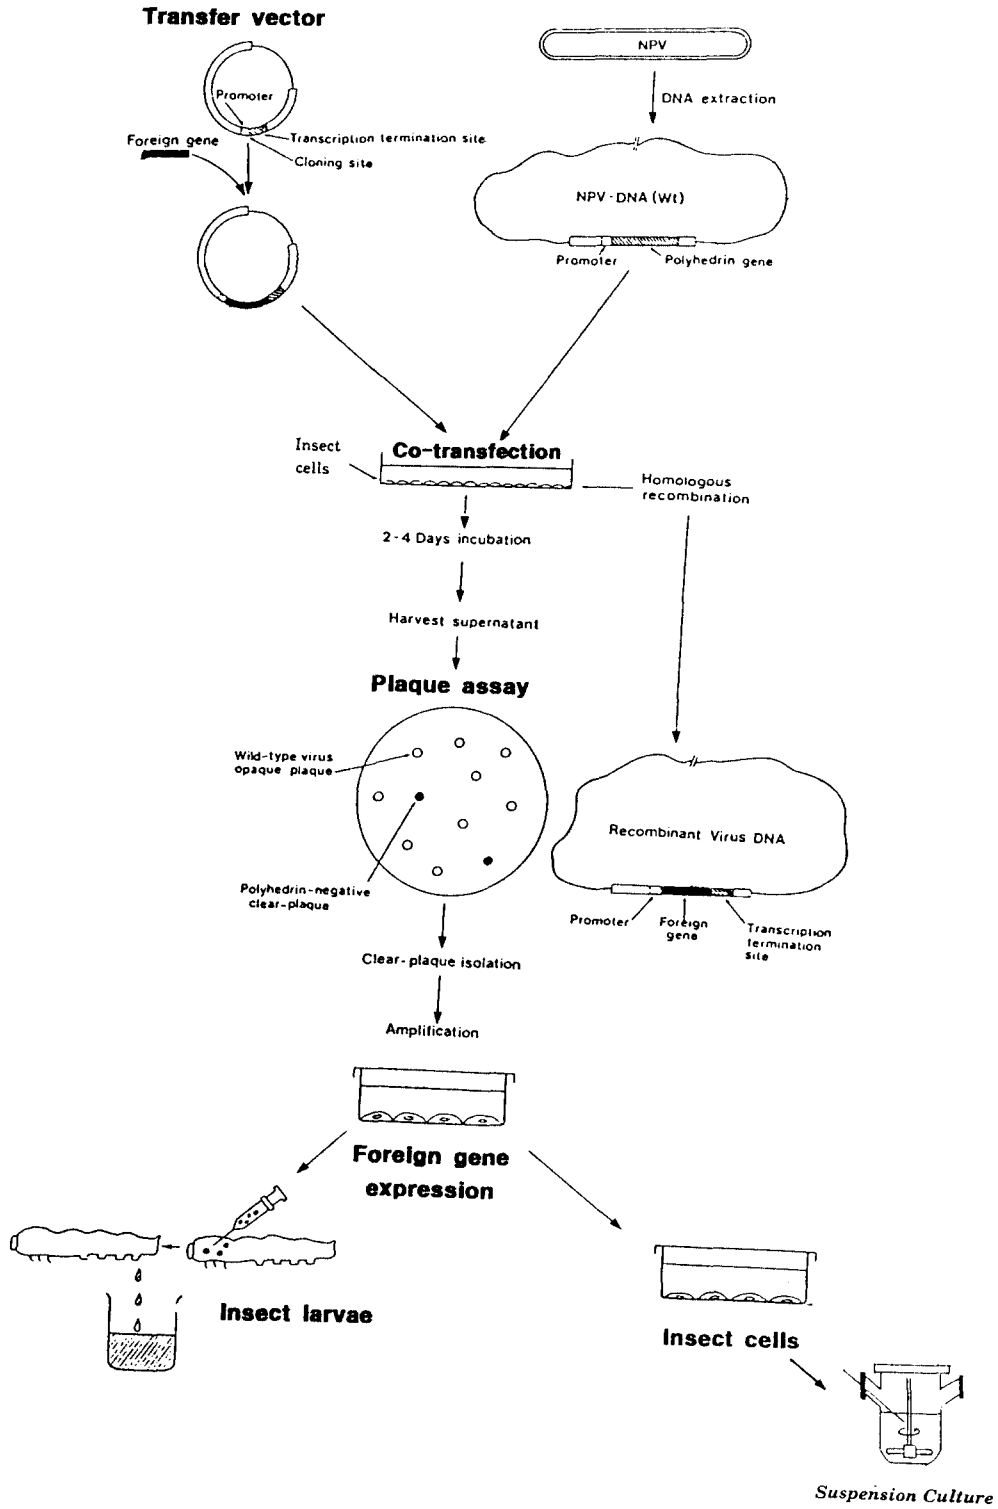 Transfer vector
NPV
DNA extraction
Promoter
Foreign gene
Transcription termination site
Cloning site
NPV-DNA (Wt)
Promoter
Polyhedrin gene
Insect
cells
Co-transfection
Homologous
recombination
2-4 Days incubation
Harvest supernatant
Plaque assay
Wild-type virus
opaque plaque
Recombinant Virus DNA
Polyhedrin-negative
clear-plaque
Promoter
Foreign
gene
Transcription
termination
site
Clear-plaque isolation
Amplification
Foreign gene
expression
Insect larvae
Insect cells
Suspension Culture